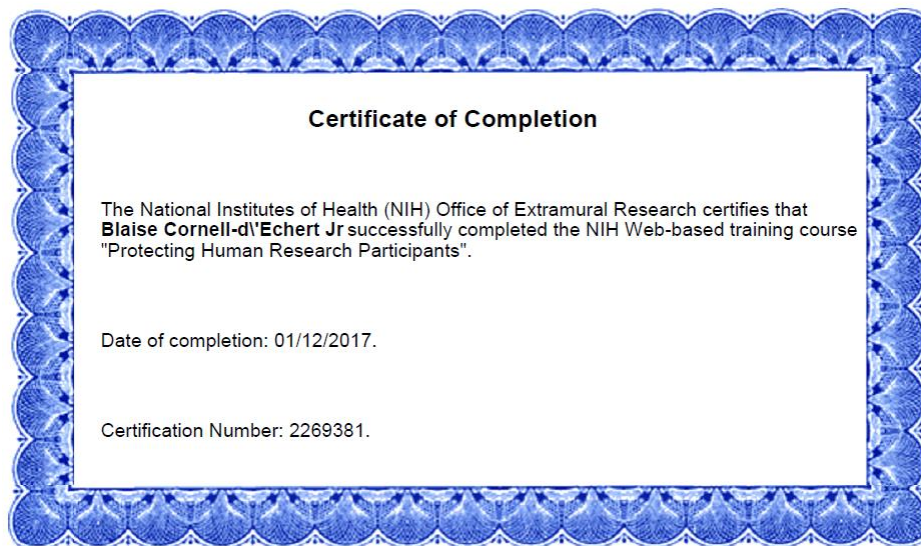 Certificate of Completion
The National Institutes of Health (NIH) Office of Extramural Research certifies that
Blaise Cornell-d\'Echert Jr successfully completed the NIH Web-based training course
"Protecting Human Research Participants".
Date of completion: 01/12/2017.
Certification Number: 2269381.